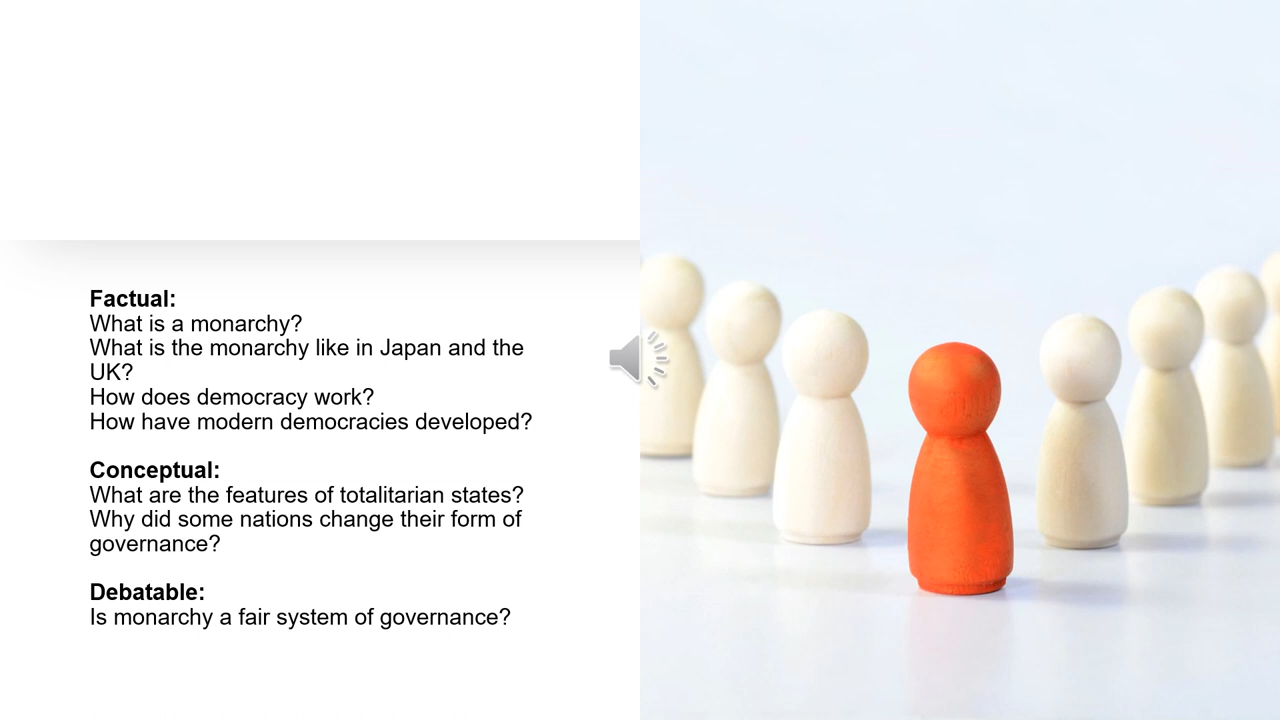 Factual:
What is a monarchy?
What is the monarchy like in Japan and the
UK?
How does democracy work?
How have modern democracies developed?
Conceptual:
What are the features of totalitarian states?
Why did some nations change their form of
governance?
Debatable:
Is monarchy a fair system of governance?